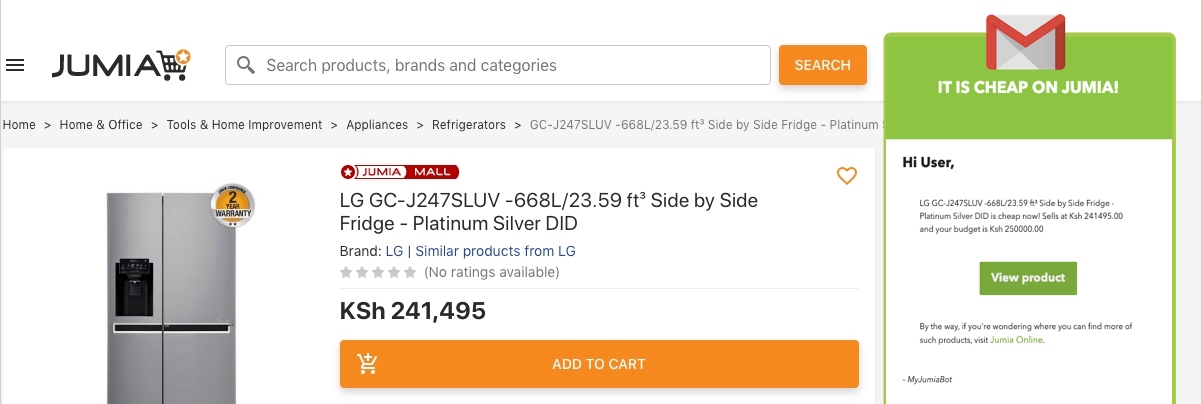 JUMIA
Search products, brands and categories
SEARCH
Home > Home & Office > Tools & Home Improvement > Appliances > Refrigerators > GC-J247SLUV -668L/23.59 ft³ Side by Side Fridge - Platinum S
2
YEAR
WARRANTY
JUMIA MALL
LG GC-J247SLUV -668L/23.59 ft³ Side by Side
Fridge - Platinum Silver DID
Brand: LG | Similar products from LG
(No ratings available)
KSh 241,495
ADD TO CART
IT IS CHEAP ON JUMIA!
Hi User,
LG GC-J247SLUV -668L/23.59 ft³ Side by Side Fridge -
Platinum Silver DID is cheap now! Sells at Ksh 241495.00
and your budget is Ksh 250000.00
View product
By the way, if you're wondering where you can find more of
such products, visit Jumia Online.
- MyJumiaBot